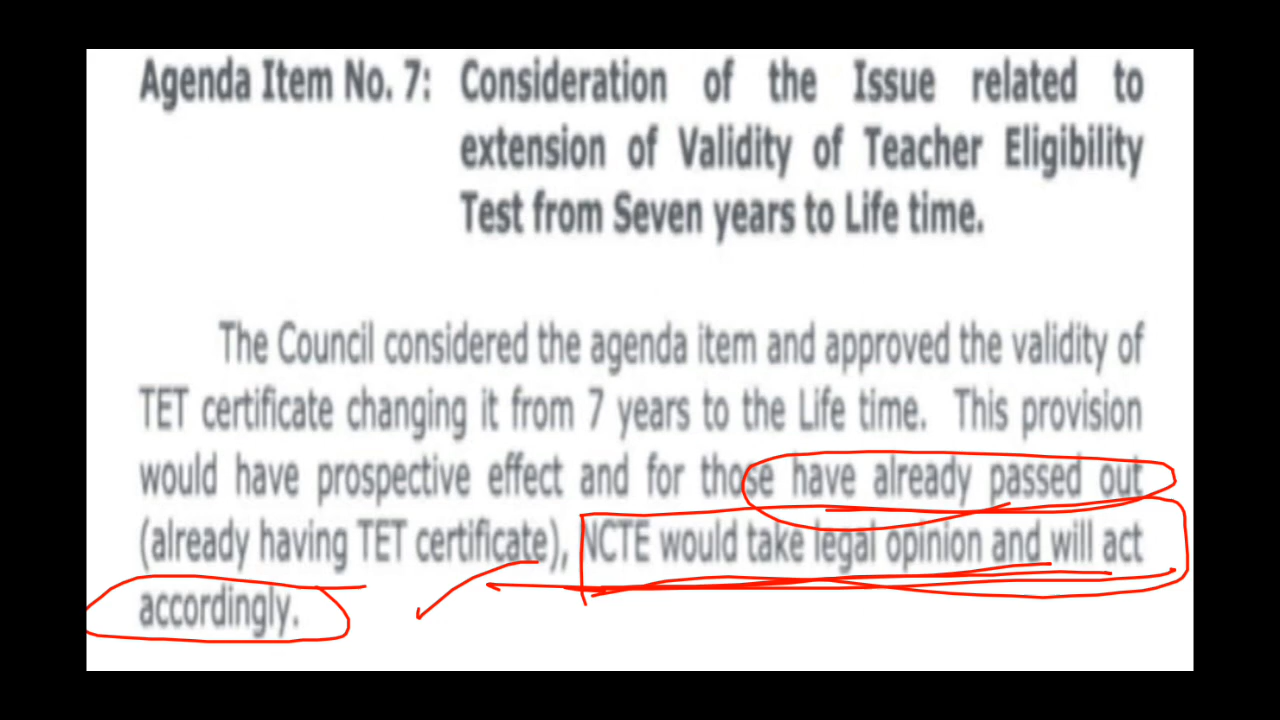 Agenda Item No. 7: Consideration of the Issue related to
extension of Validity of Teacher Eligibility
Test from Seven years to Life time.
The Council considered the agenda item and approved the validity of
TET certificate changing it from 7 years to the Life time. This provision
would have prospective effect and for those have already passed out
(already having TET certificate), NCTE would take legal opinion and will act
accordingly.